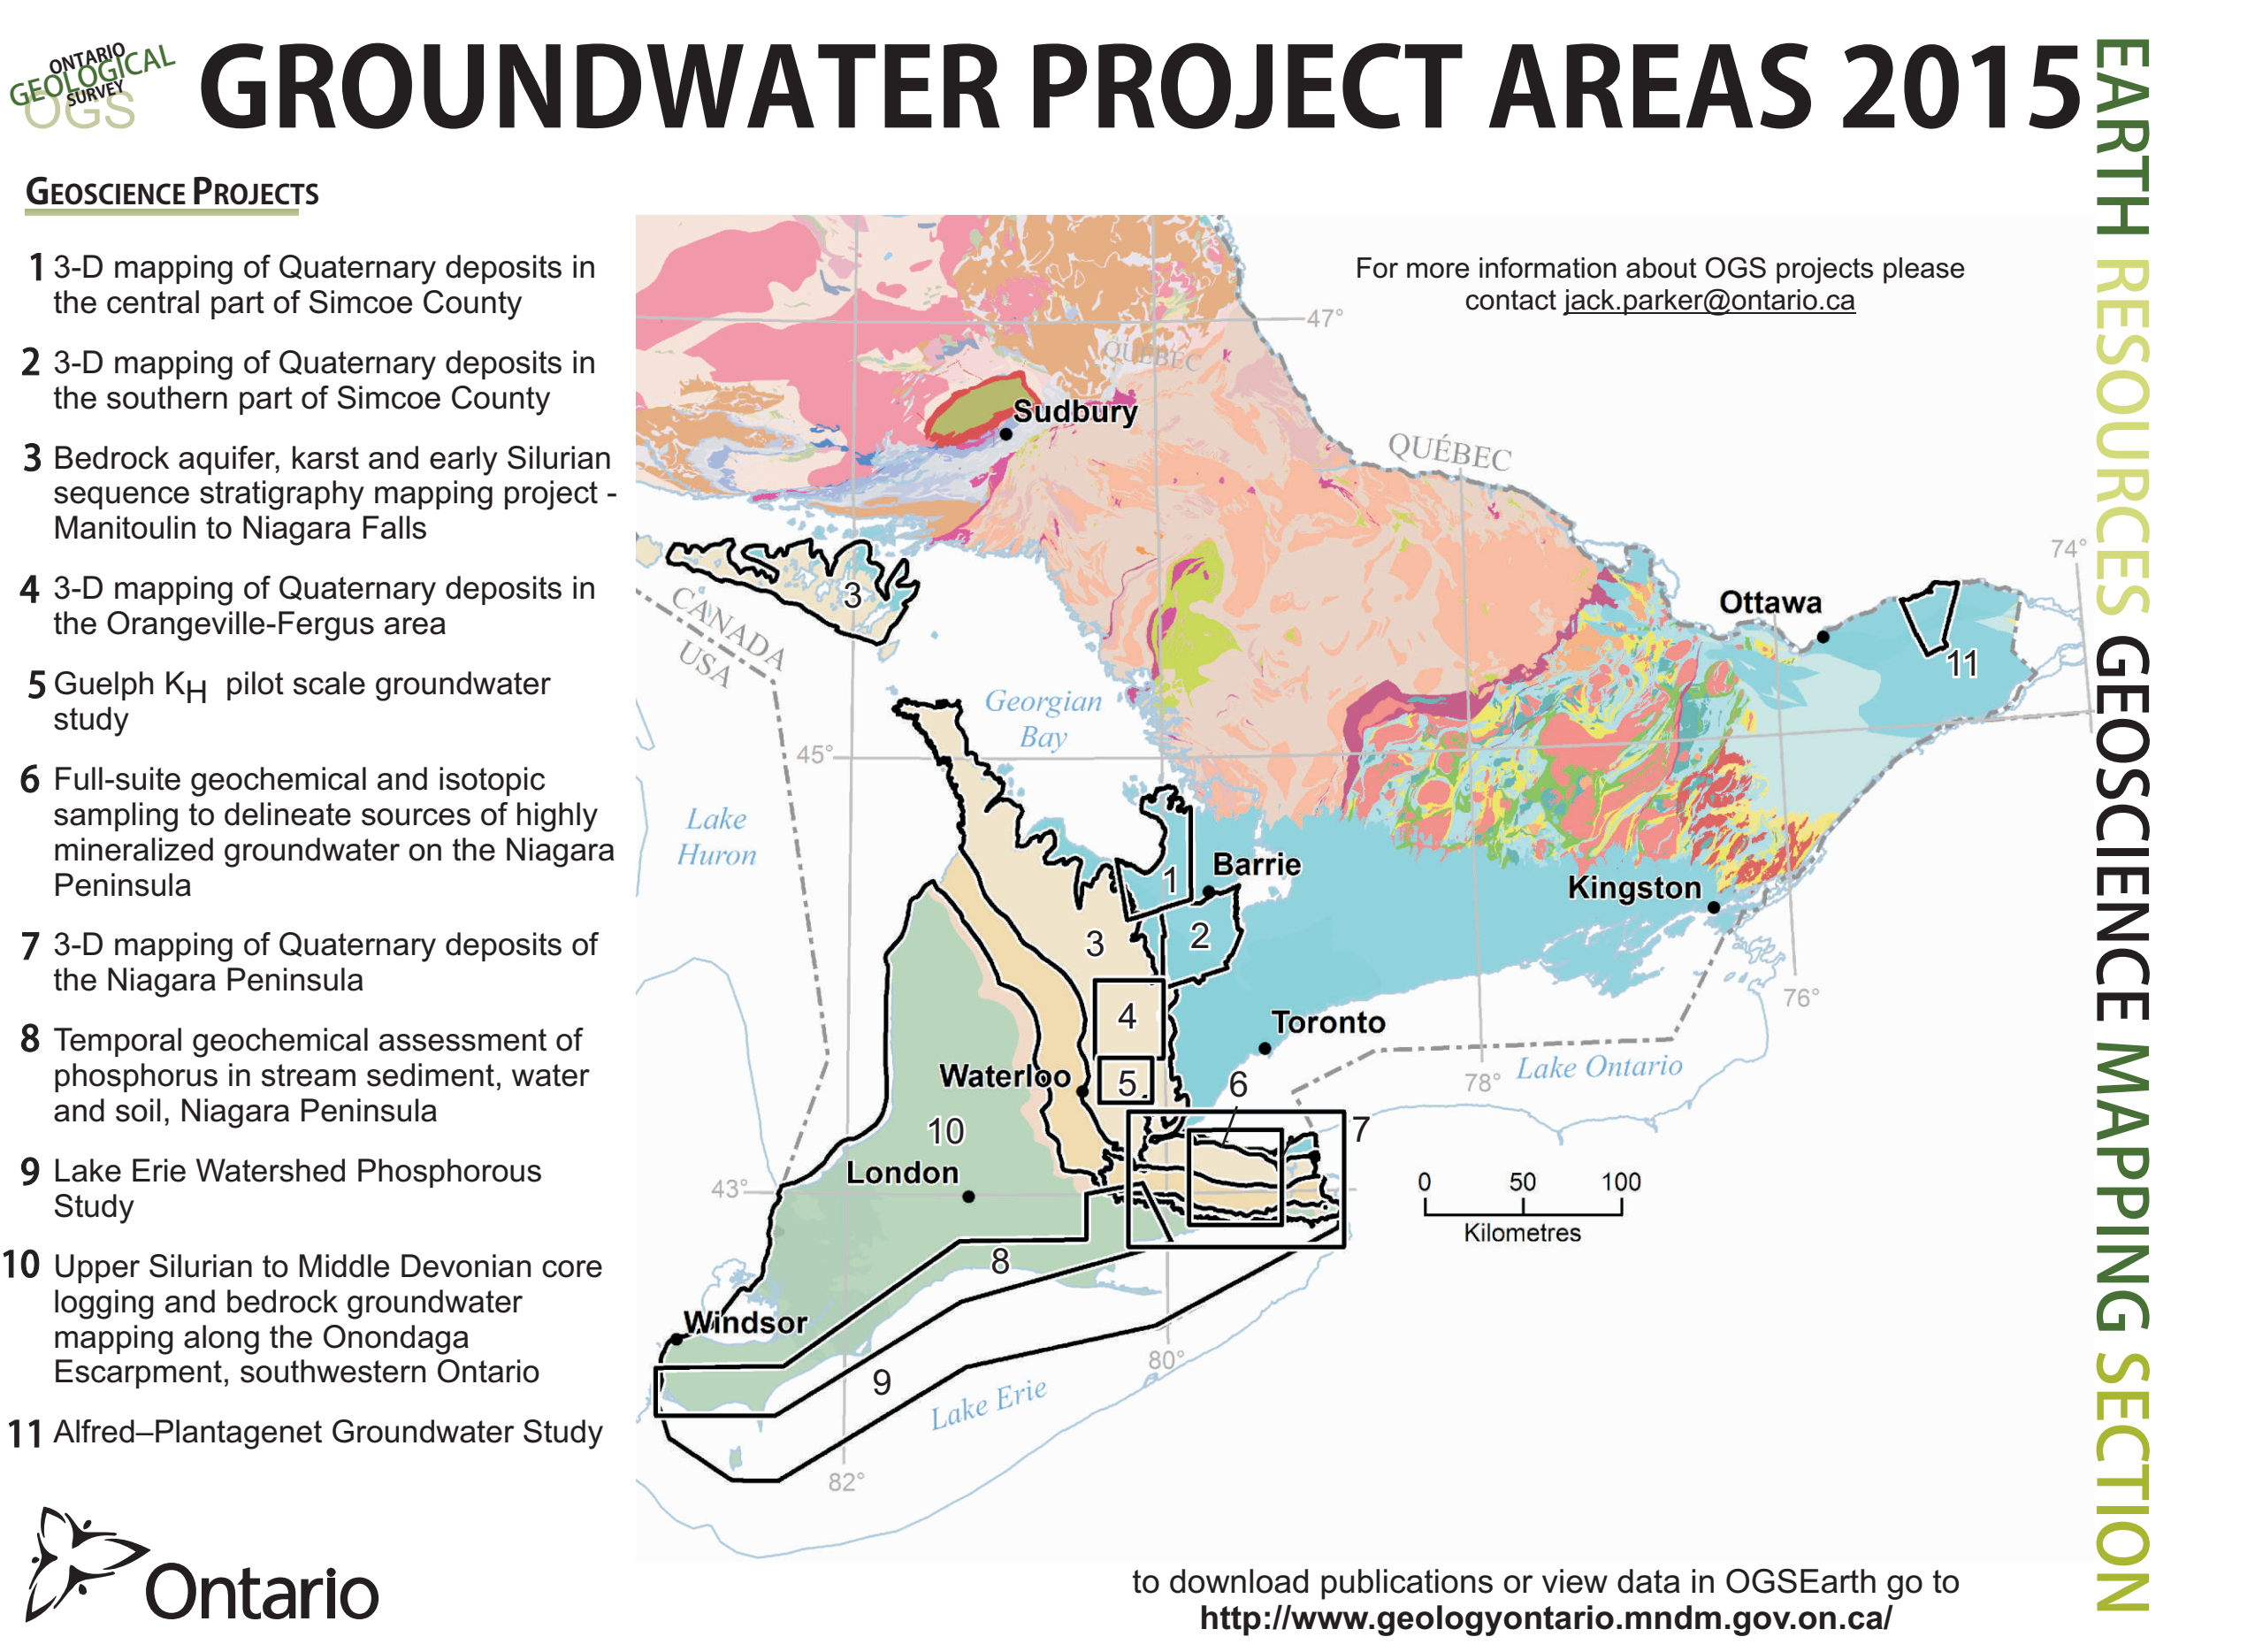 ONTARIO
GEOLOGICAL
SURVEY
OGS
GROUNDWATER PROJECT AREAS 2015
GEOSCIENCE PROJECTS
1 3-D mapping of Quaternary deposits in
the central part of Simcoe County
2 3-D mapping of Quaternary deposits in
the southern part of Simcoe County
3 Bedrock aquifer, karst and early Silurian
sequence stratigraphy mapping project -
Manitoulin to Niagara Falls
4 3-D mapping of Quaternary deposits in
the Orangeville-Fergus area
5 Guelph KH pilot scale groundwater
study
6 Full-suite geochemical and isotopic
sampling to delineate sources of highly
mineralized groundwater on the Niagara
Peninsula
7 3-D mapping of Quaternary deposits of
the Niagara Peninsula
8 Temporal geochemical assessment of
phosphorus in stream sediment, water
and soil, Niagara Peninsula
9 Lake Erie Watershed Phosphorous
Study
10 Upper Silurian to Middle Devonian core
logging and bedrock groundwater
mapping along the Onondaga
Escarpment, southwestern Ontario
11 Alfred–Plantagenet Groundwater Study
Ontario
For more information about OGS projects please
contact jack.parker@ontario.ca
47°
QUÉBEC
Sudbury
QUÉBEC
74°
3
CANADA
USA
Ottawa
11
Georgian
Bay
45°
Lake
Huron
1
Barrie
Kingston
3
2
76°
4
Toronto
Waterloo
5
6
78°
Lake Ontario
10
7
London
43°
0 50 100
Kilometres
8
Windsor
9
80°
Lake Erie
82°
to download publications or view data in OGSEarth go to
http://www.geologyontario.mndm.gov.on.ca/
EARTH RESOURCES GEOSCIENCE MAPPING SECTION